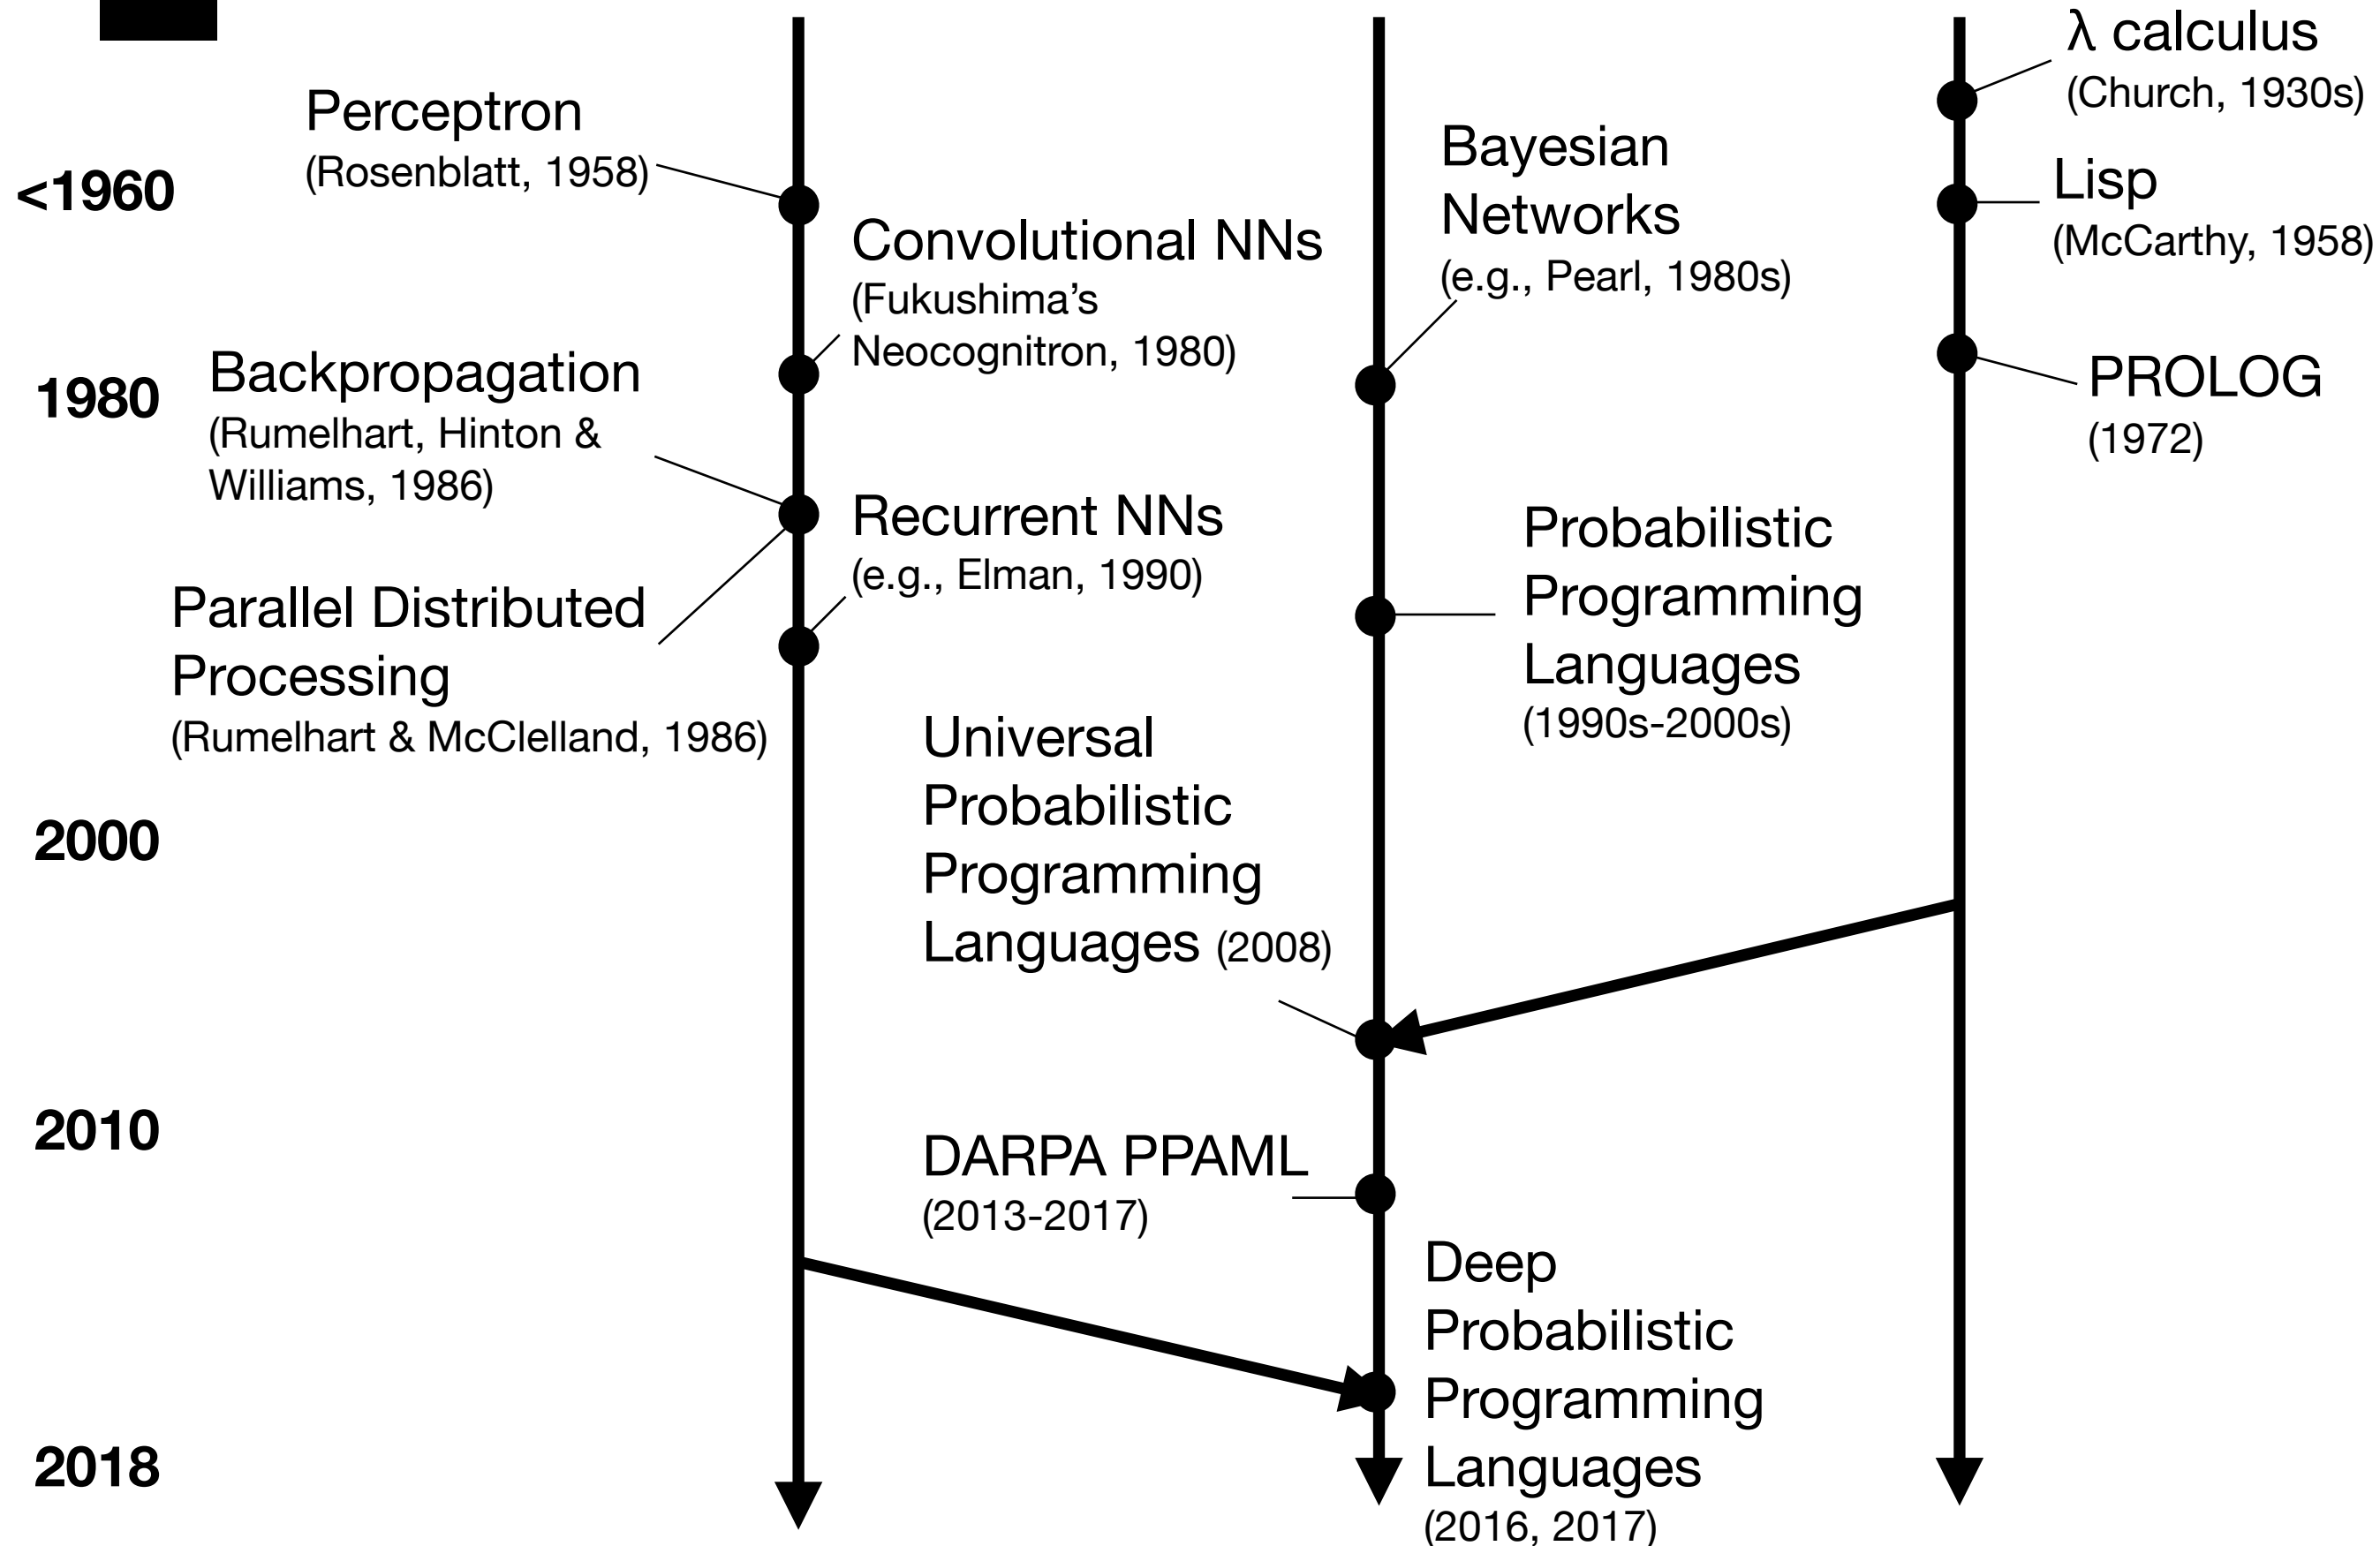 <1960
1980
2000
2010
2018
Perceptron
(Rosenblatt, 1958)
Convolutional NNs
(Fukushima’s
Neocognitron, 1980)
Backpropagation
(Rumelhart, Hinton &
Williams, 1986)
Recurrent NNs
(e.g., Elman, 1990)
Parallel Distributed
Processing
(Rumelhart & McClelland, 1986)
Bayesian
Networks
(e.g., Pearl, 1980s)
Probabilistic
Programming
Languages
(1990s-2000s)
Universal
Probabilistic
Programming
Languages (2008)
DARPA PPAML
(2013-2017)
Deep
Probabilistic
Programming
Languages
(2016, 2017)
λ calculus
(Church, 1930s)
Lisp
(McCarthy, 1958)
PROLOG
(1972)